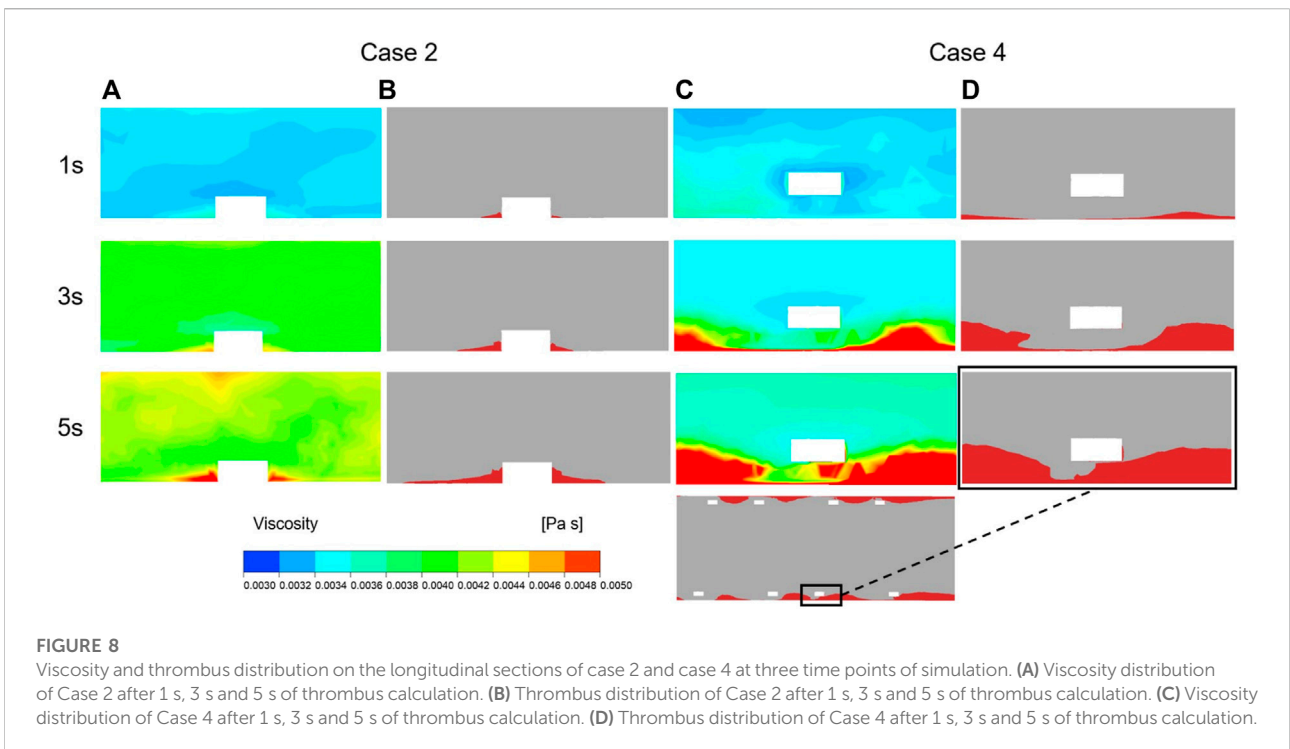 Case 2
Case 4
A
B
C
D
1s
3s
5s
Viscosity [Pa s]
0.0030 0.0032 0.0034 0.0036 0.0038 0.0040 0.0042 0.0044 0.0046 0.0048 0.0050
FIGURE 8
Viscosity and thrombus distribution on the longitudinal sections of case 2 and case 4 at three time points of simulation. (A) Viscosity distribution
of Case 2 after 1 s, 3 s and 5 s of thrombus calculation. (B) Thrombus distribution of Case 2 after 1 s, 3 s and 5 s of thrombus calculation. (C) Viscosity
distribution of Case 4 after 1 s, 3 s and 5 s of thrombus calculation. (D) Thrombus distribution of Case 4 after 1 s, 3 s and 5 s of thrombus calculation.